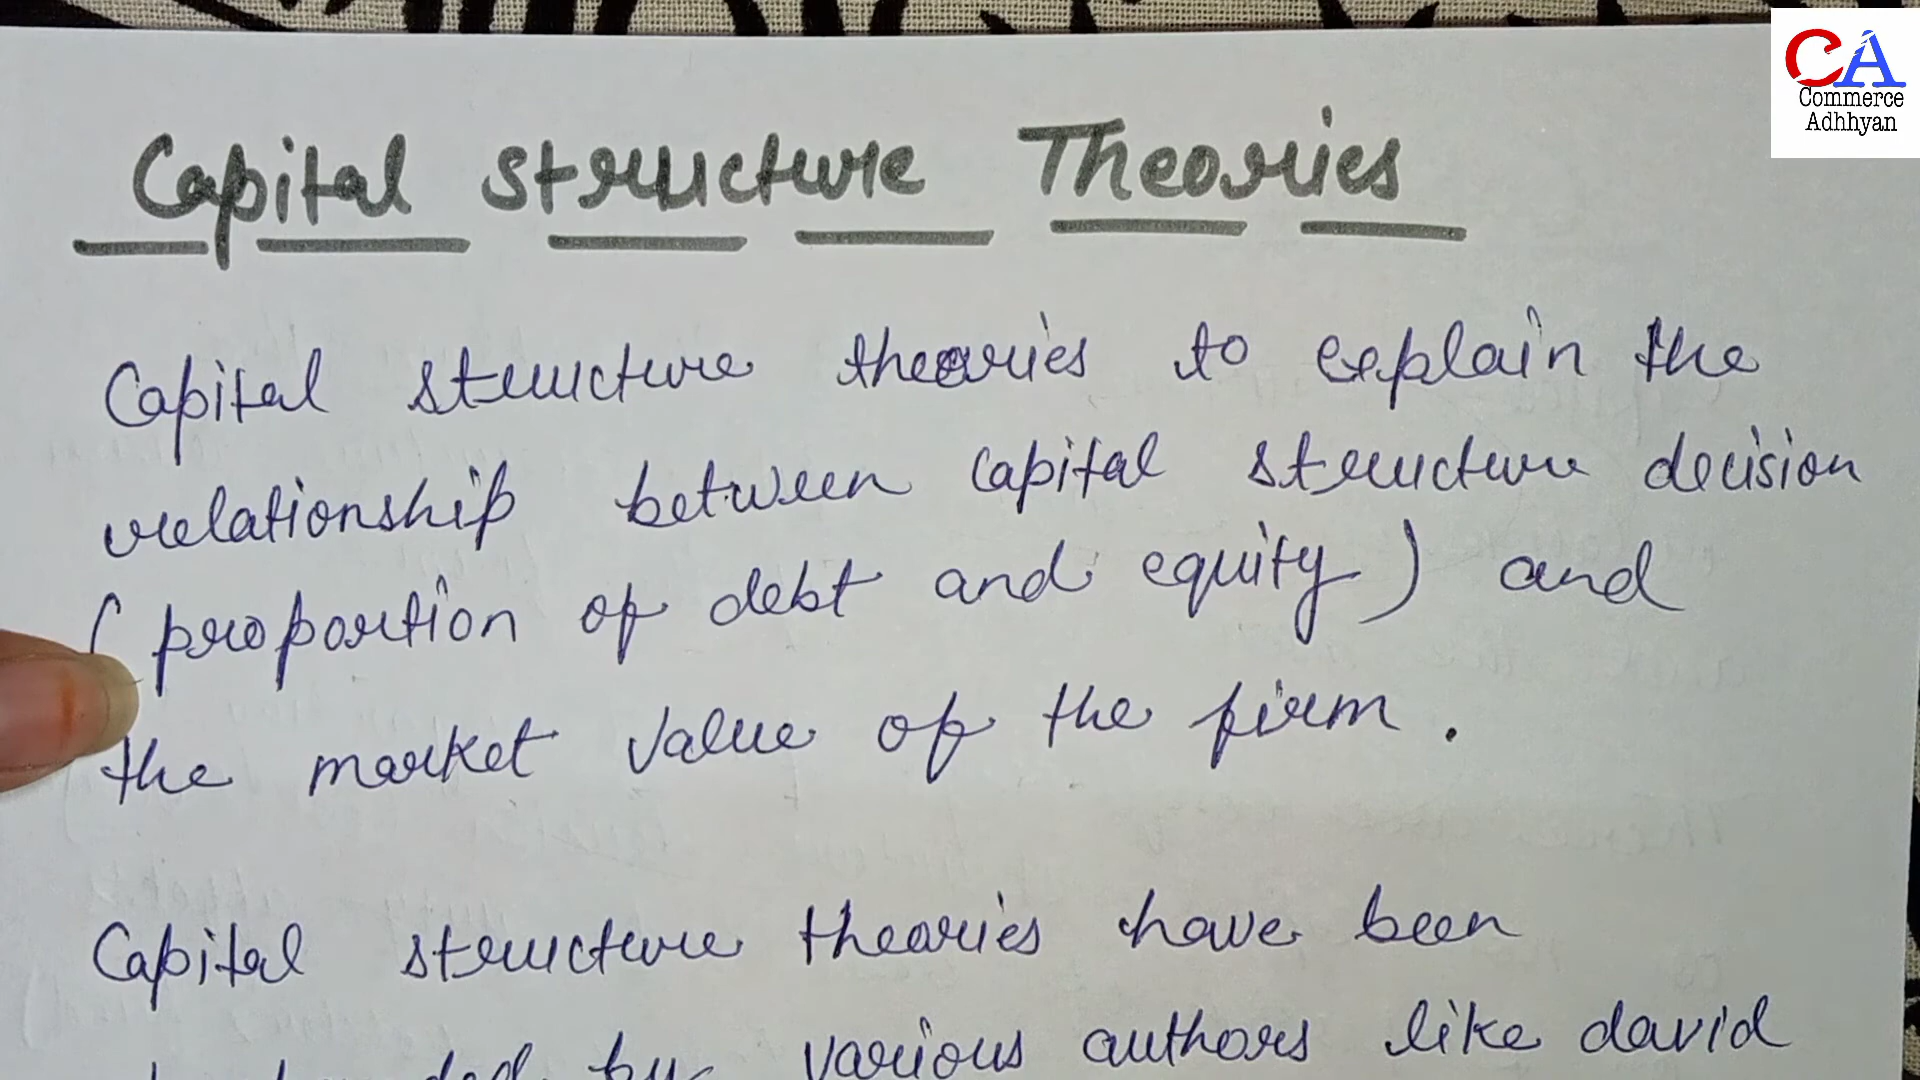 CA
Commerce
Adhhyan
Capital structure Theories
Capital structure theories to explain the
relationship between capital structure decision
( proportion of debt and equity ) and
the market value of the firm .
Capital structure theories have been
by various authors like david